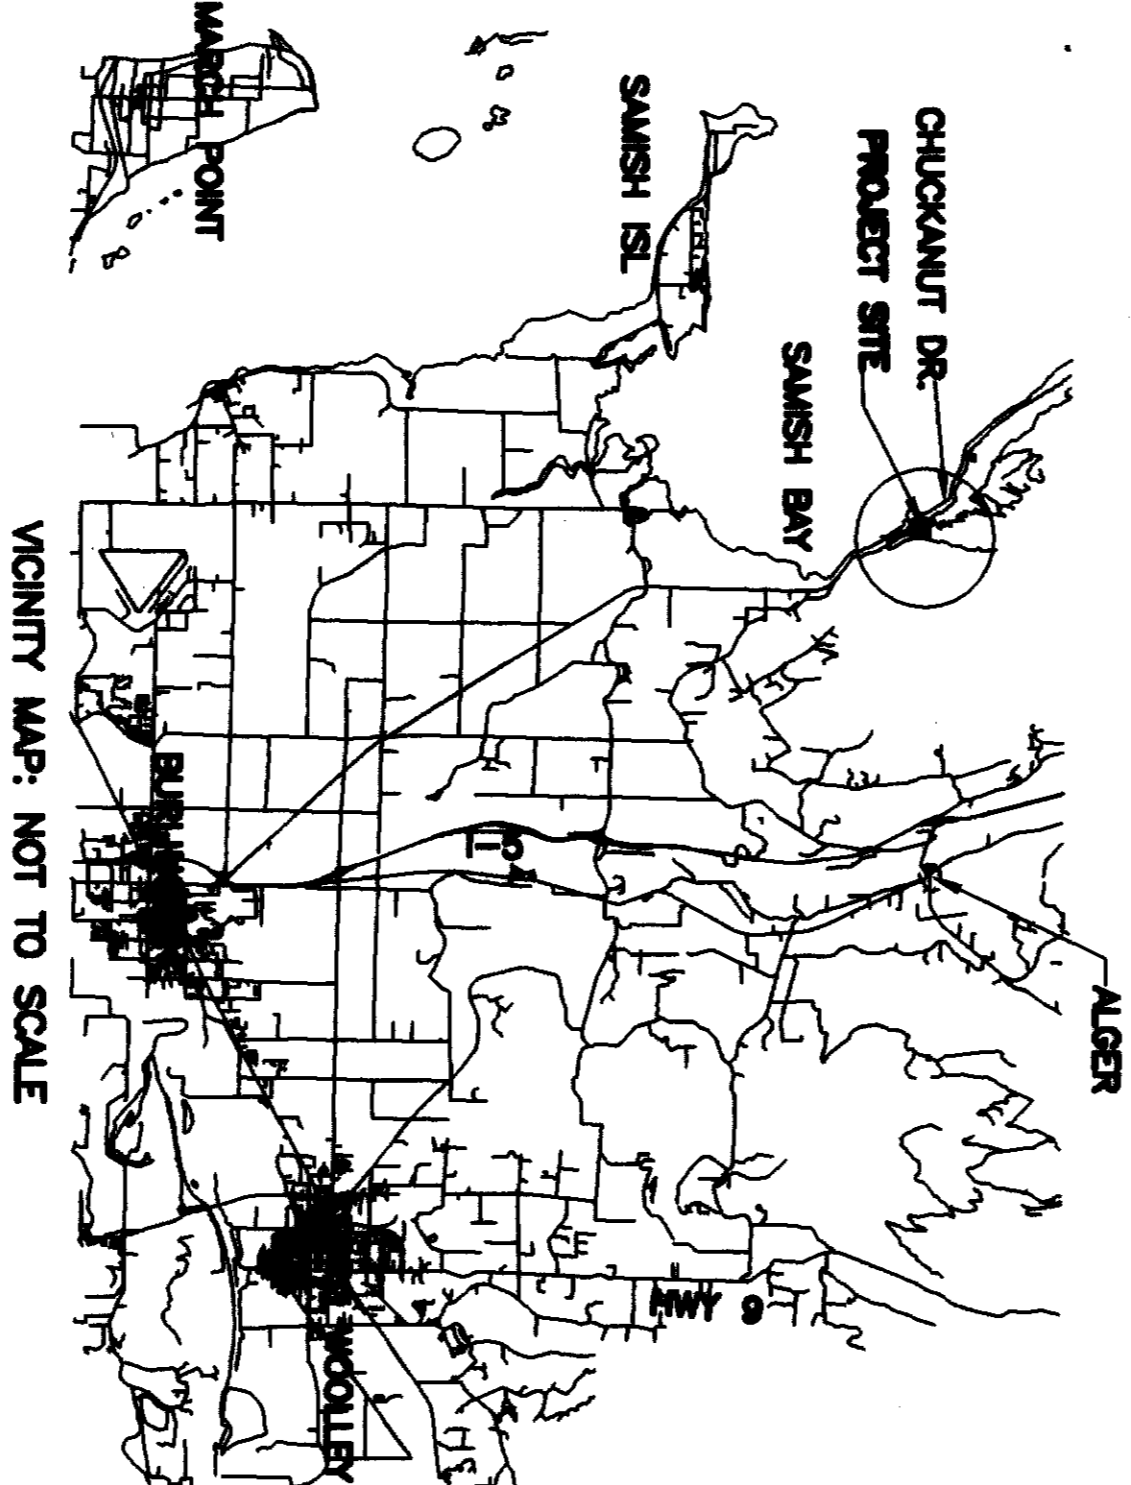 ALGER
CHUCKANUT DR.
PROJECT SITE
SAMISH BAY
SAMISH ISL
HWY 9
I-5
WOOLLEY
MARCH POINT
VICINITY MAP: NOT TO SCALE